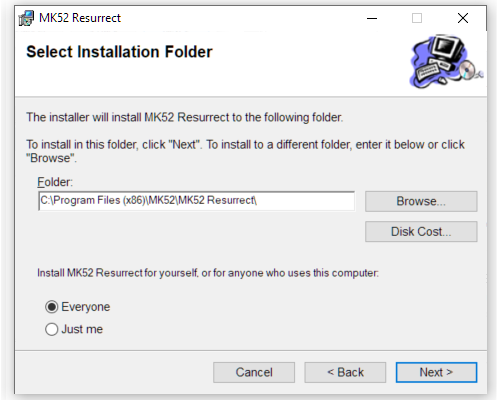 MK52 Resurrect
Select Installation Folder
The installer will install MK52 Resurrect to the following folder.
To install in this folder, click "Next". To install to a different folder, enter it below or click
"Browse".
Folder:
C:\Program Files (x86)\MK52\MK52 Resurrect\
Browse...
Disk Cost...
Install MK52 Resurrect for yourself, or for anyone who uses this computer:
Everyone
Just me
Cancel
< Back
Next >